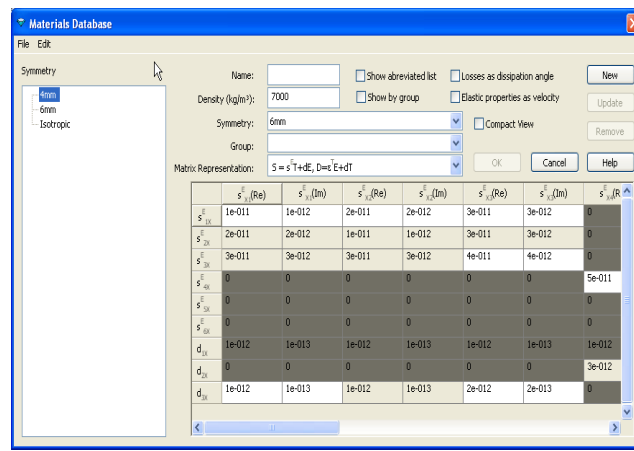 Materials Database
File Edit
Symmetry
4mm
6mm
Isotropic
Name:
Show abreviated list
Losses as dissipation angle
New
Density (kg/m³): 7000
Show by group
Elastic properties as velocity
Update
Symmetry: 6mm
Compact View
Remove
Group:
Matrix Representation: S = s^E T+dE, D=ε^T E+dT
OK Cancel Help
s^E_X1(Re) s^E_X1(Im) s^E_X2(Re) s^E_X2(Im) s^E_X3(Re) s^E_X3(Im) s^E_X4(R
s^E_1X 1e-011 1e-012 2e-011 2e-012 3e-011 3e-012 0
s^E_2X 2e-011 2e-012 1e-011 1e-012 3e-011 3e-012 0
s^E_3X 3e-011 3e-012 3e-011 3e-012 4e-011 4e-012 0
s^E_4X 0 0 0 0 0 0 5e-011
s^E_5X 0 0 0 0 0 0 0
s^E_6X 0 0 0 0 0 0 0
d_1X 1e-012 1e-013 1e-012 1e-013 1e-012 1e-013 1e-012
d_2X 0 0 0 0 0 0 3e-012
d_3X 1e-012 1e-013 1e-012 1e-013 2e-012 2e-013 0